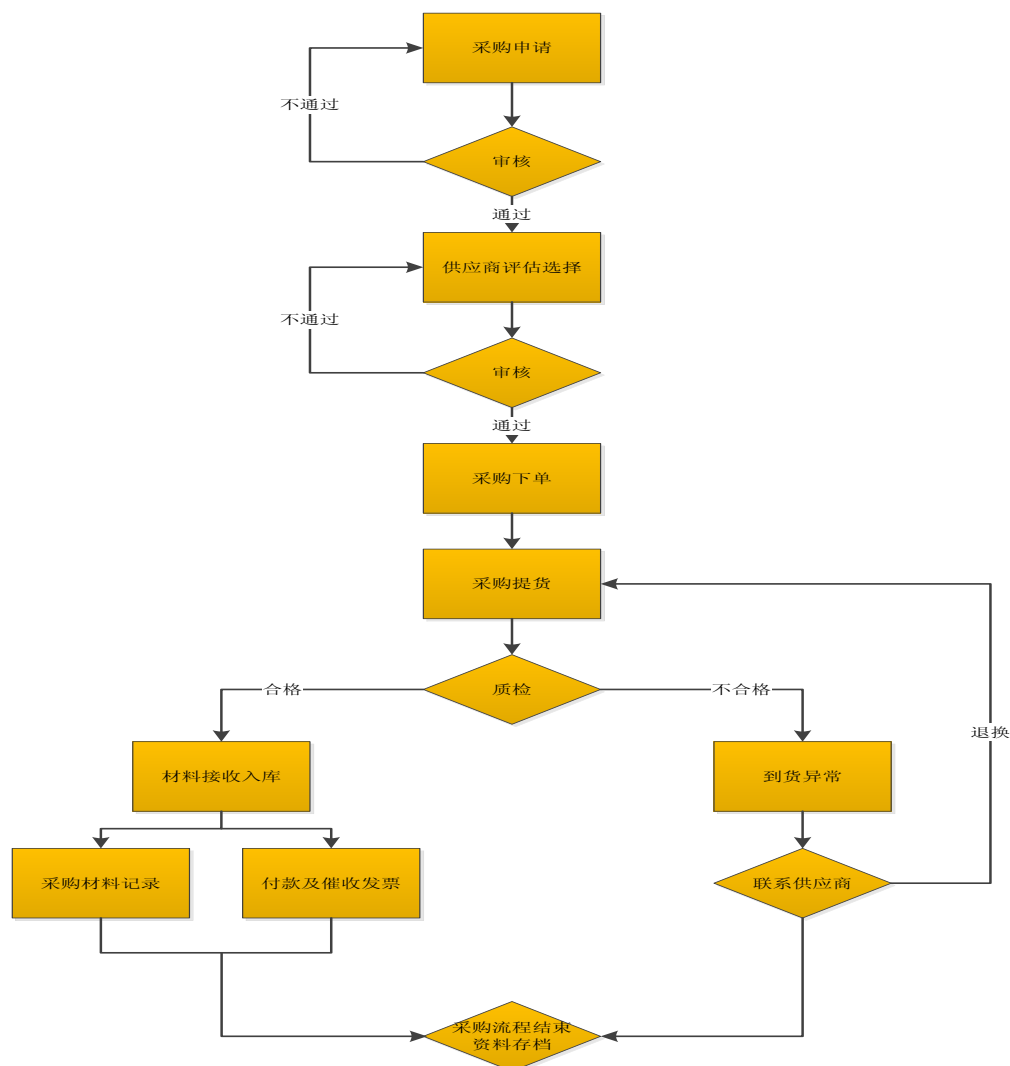 采购申请
不通过
审核
通过
供应商评估选择
不通过
审核
通过
采购下单
采购提货
质检
合格
不合格
退换
材料接收入库
到货异常
采购材料记录
付款及催收发票
联系供应商
采购流程结束
资料存档